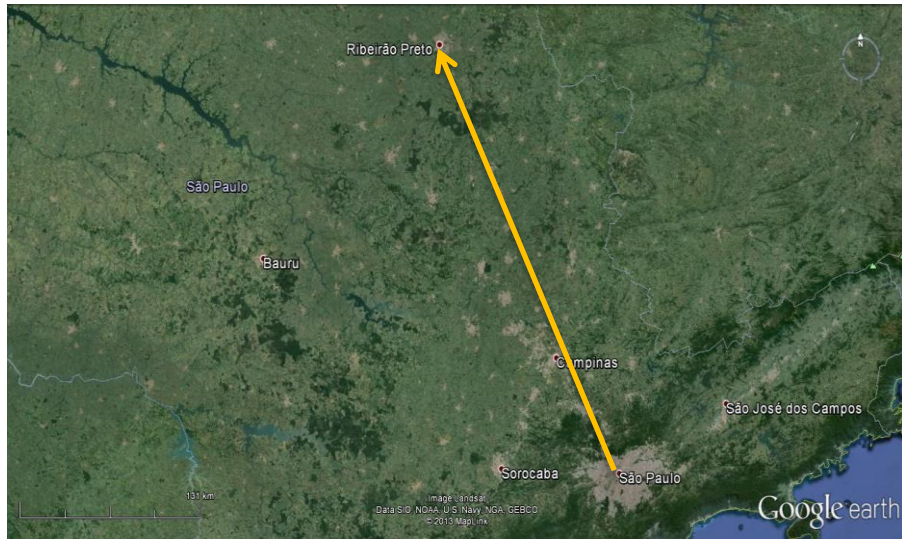 Ribeirão Preto
N
São Paulo
Bauru
Campinas
São José dos Campos
Sorocaba
São Paulo
131 km
Image Landsat
Data SIO, NOAA, U.S. Navy, NGA, GEBCO
© 2013 MapLink
Google earth